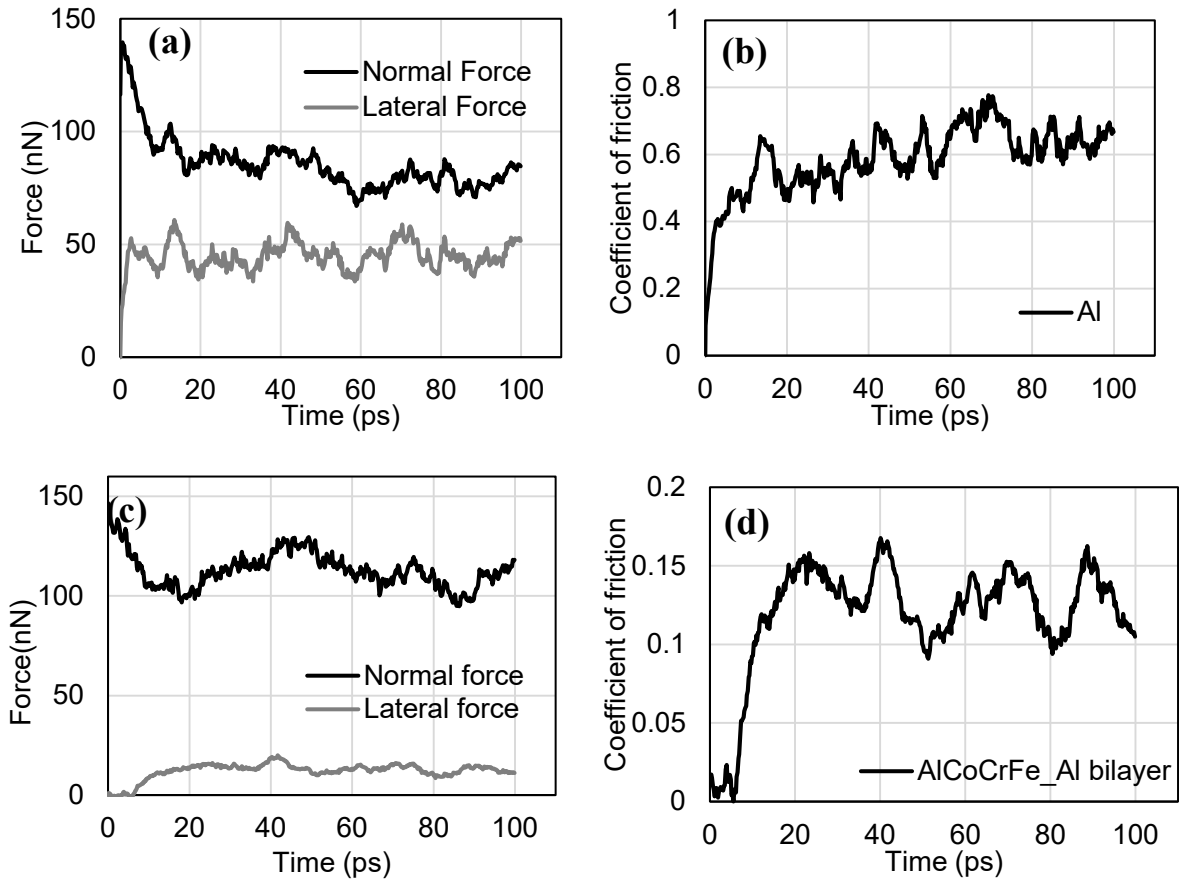 (a)
Normal Force
Lateral Force
Force (nN)
150
100
50
0
0 20 40 60 80 100
Time (ps)
(b)
Coefficient of friction
1
0.8
0.6
0.4
0.2
0
Al
0 20 40 60 80 100
Time (ps)
(c)
Force(nN)
150
100
50
0
Normal force
Lateral force
0 20 40 60 80 100
Time (ps)
(d)
Coefficient of friction
0.2
0.15
0.1
0.05
0
AlCoCrFe_Al bilayer
0 20 40 60 80 100
Time (ps)